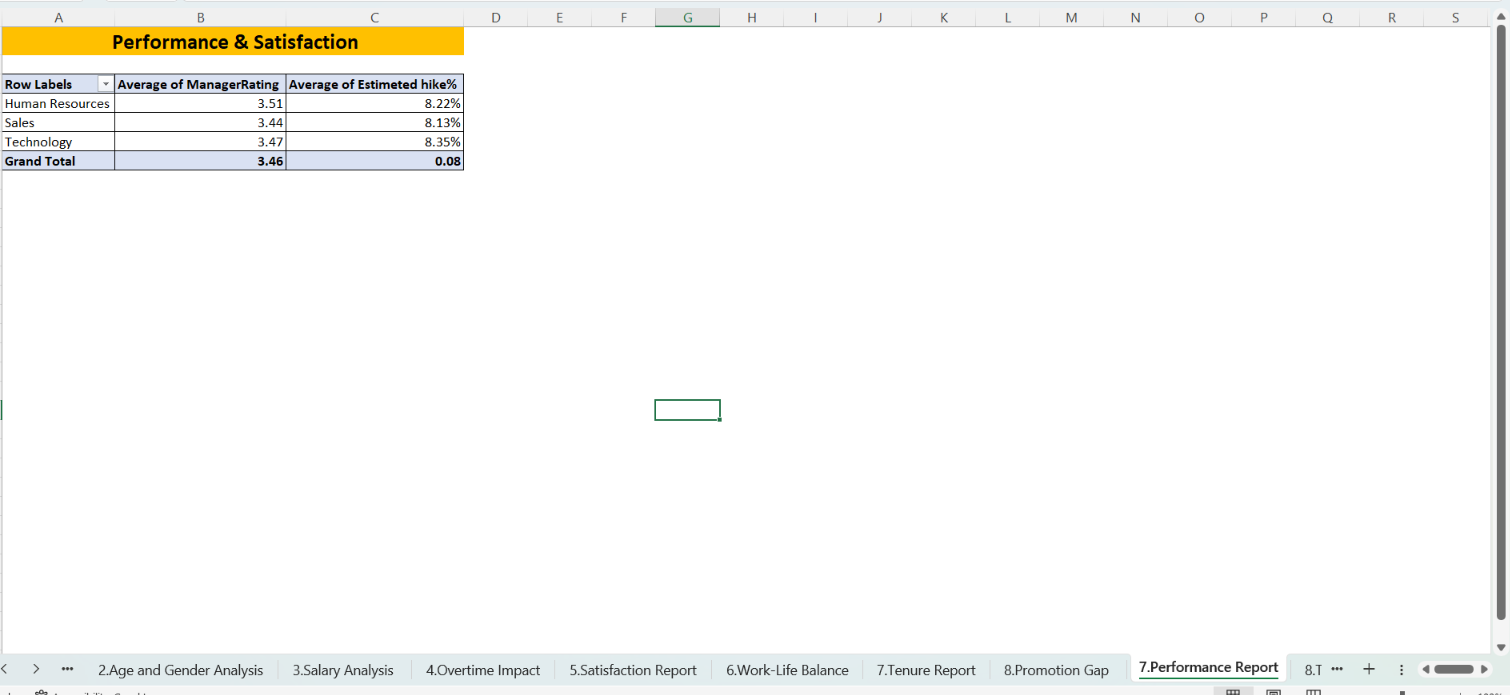 A B C D E F G H I J K L M N O P Q R S
Performance & Satisfaction
Row Labels Average of ManagerRating Average of Estimeted hike%
Human Resources 3.51 8.22%
Sales 3.44 8.13%
Technology 3.47 8.35%
Grand Total 3.46 0.08
2.Age and Gender Analysis 3.Salary Analysis 4.Overtime Impact 5.Satisfaction Report 6.Work-Life Balance 7.Tenure Report 8.Promotion Gap 7.Performance Report 8.T